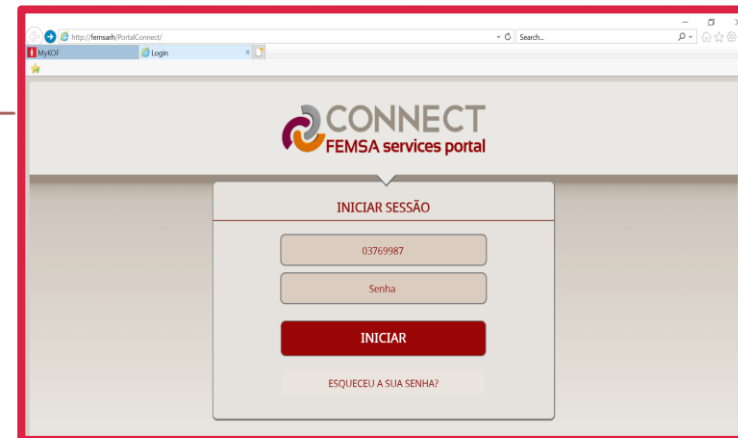 http://femsarh/PortalConnect/
Search...
MyKOF
Login
CONNECT
FEMSA services portal
INICIAR SESSÃO
03769987
Senha
INICIAR
ESQUECEU A SUA SENHA?